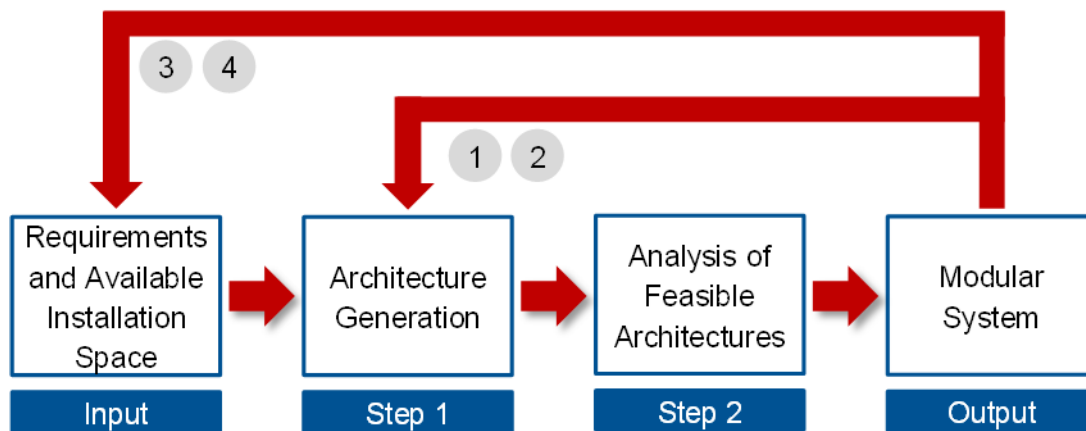 3 4
1 2
Requirements
and Available
Installation
Space
Architecture
Generation
Analysis of
Feasible
Architectures
Modular
System
Input
Step 1
Step 2
Output